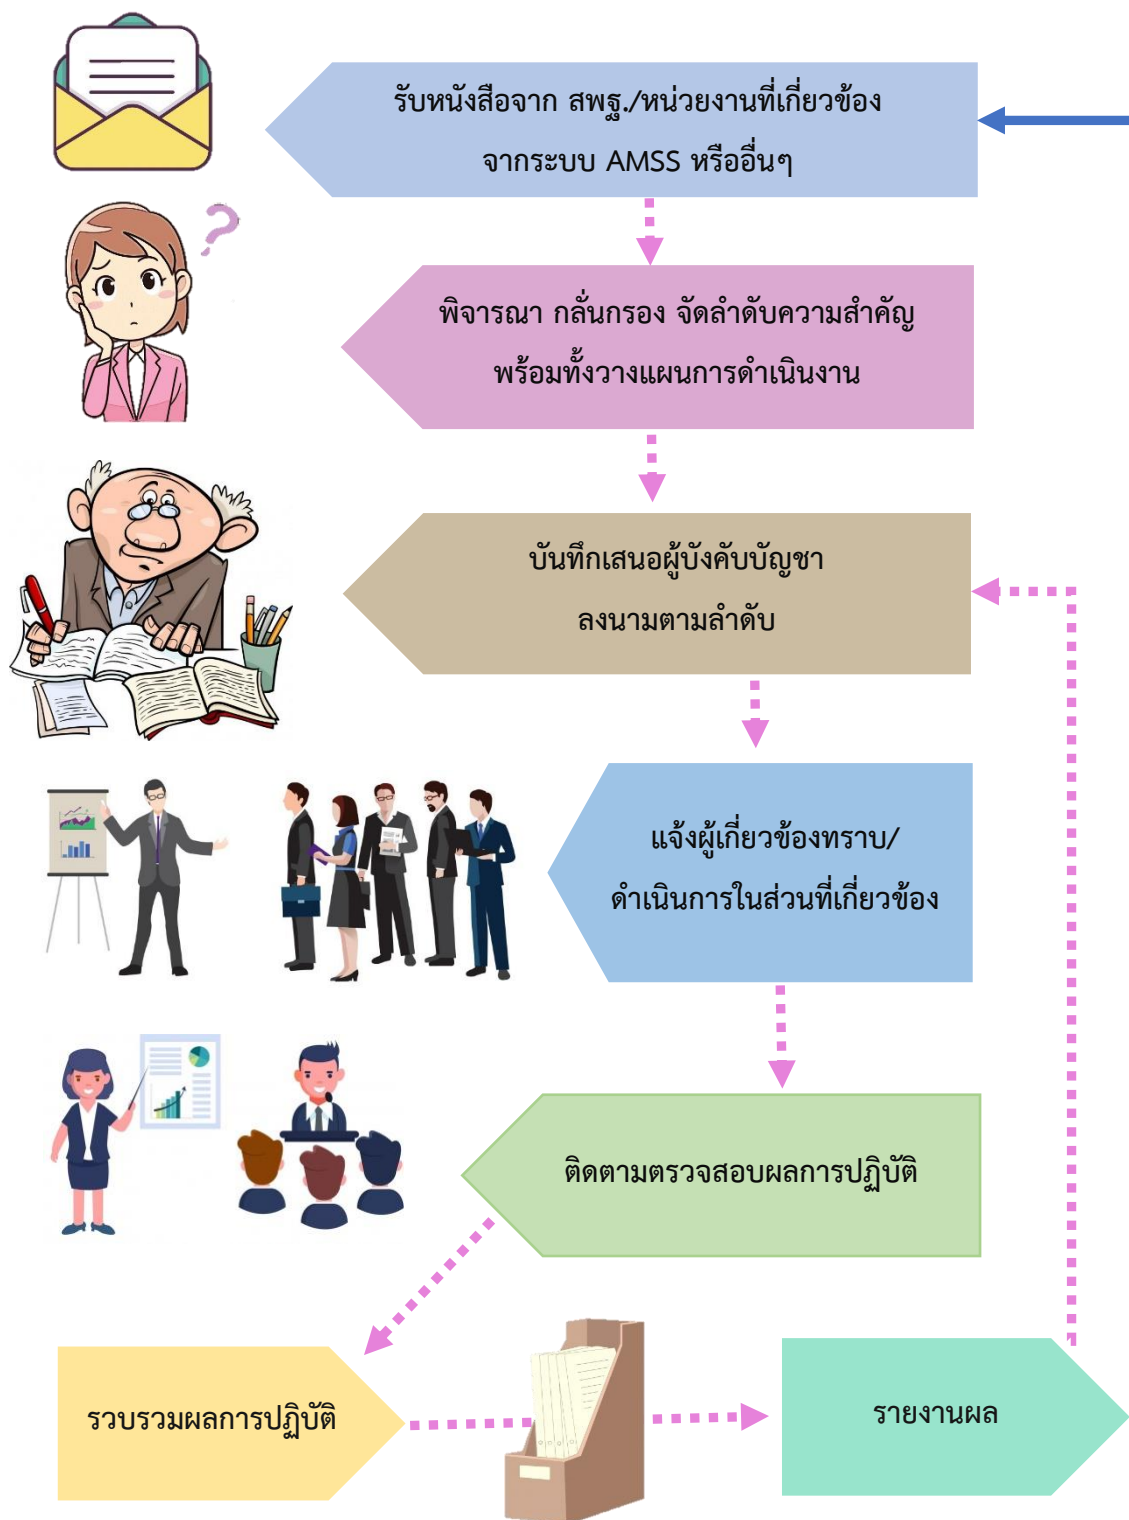 รับหนังสือจาก สพฐ./หน่วยงานที่เกี่ยวข้อง
จากระบบ AMSS หรืออื่นๆ
พิจารณา กลั่นกรอง จัดลำดับความสำคัญ
พร้อมทั้งวางแผนการดำเนินงาน
บันทึกเสนอผู้บังคับบัญชา
ลงนามตามลำดับ
แจ้งผู้เกี่ยวข้องทราบ/
ดำเนินการในส่วนที่เกี่ยวข้อง
ติดตามตรวจสอบผลการปฏิบัติ
รวบรวมผลการปฏิบัติ
รายงานผล